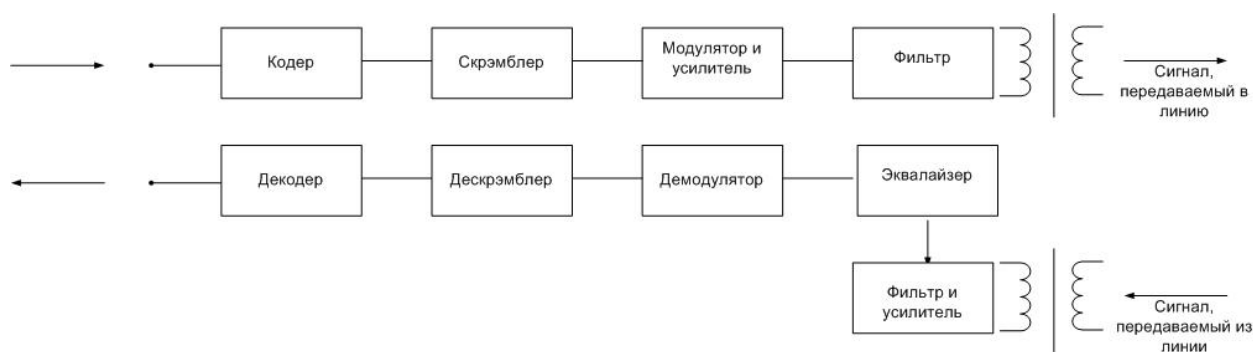 Кодер
Скрэмблер
Модулятор и
усилитель
Фильтр
Сигнал,
передаваемый в
линию
Декодер
Дескрэмблер
Демодулятор
Эквалайзер
Фильтр и
усилитель
Сигнал,
передаваемый из
линии